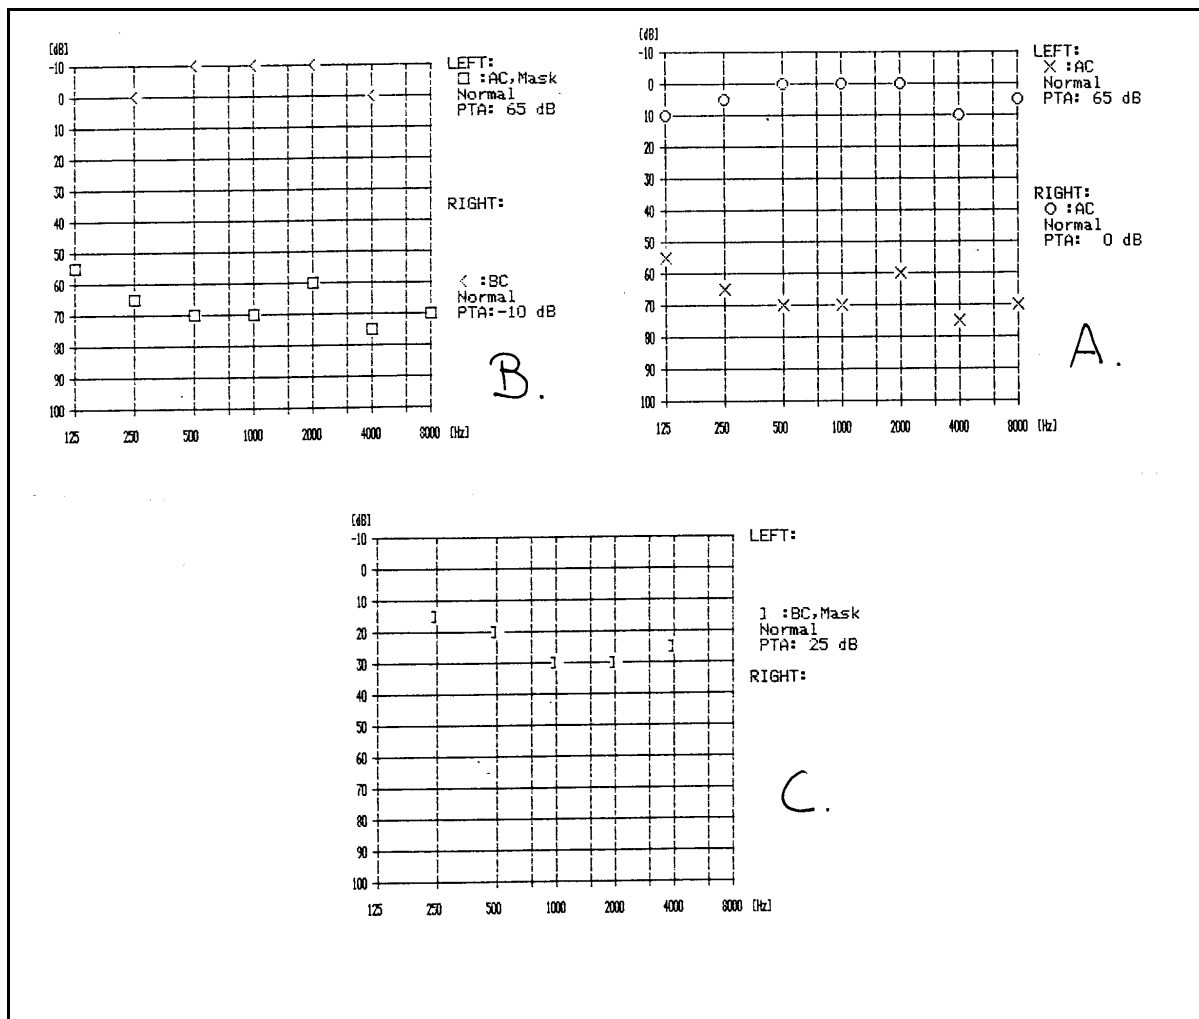 [dB]
-10
0
10
20
30
40
50
60
70
80
90
100
125 250 500 1000 2000 4000 8000 [Hz]
LEFT:
□ :AC,Mask
Normal
PTA: 65 dB
RIGHT:
< :BC
Normal
PTA:-10 dB
B.
[dB]
-10
0
10
20
30
40
50
60
70
80
90
100
125 250 500 1000 2000 4000 8000 [Hz]
LEFT:
X :AC
Normal
PTA: 65 dB
RIGHT:
O :AC
Normal
PTA: 0 dB
A.
[dB]
-10
0
10
20
30
40
50
60
70
80
90
100
125 250 500 1000 2000 4000 8000 [Hz]
LEFT:
] :BC,Mask
Normal
PTA: 25 dB
RIGHT:
C.